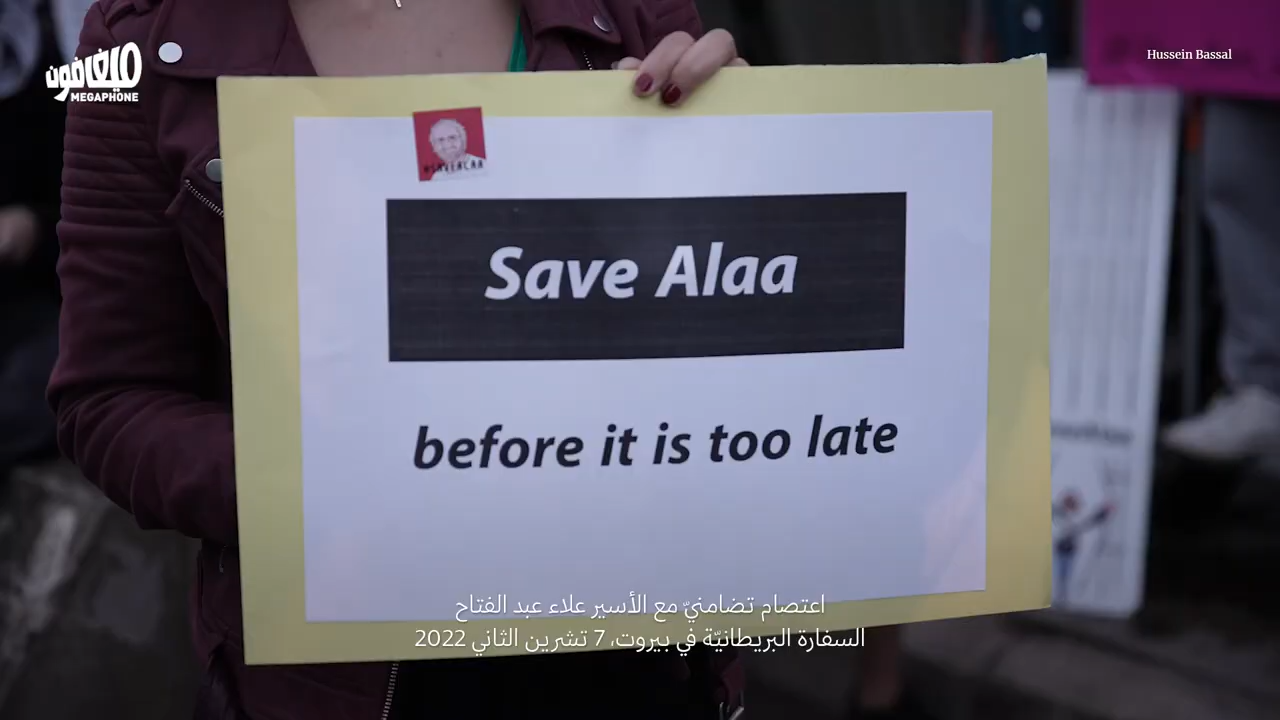 ميغافون
MEGAPHONE
Hussein Bassal
#SAVEALAA
Save Alaa
before it is too late
اعتصام تضامنيّ مع الأسير علاء عبد الفتاح
السفارة البريطانيّة في بيروت، 7 تشرين الثاني 2022